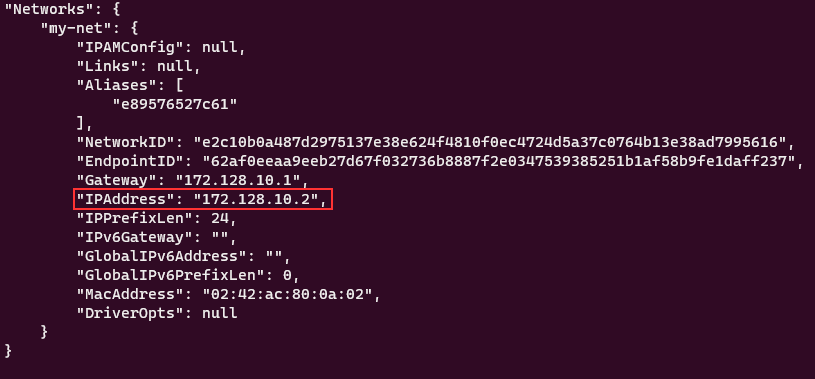 "Networks": {
    "my-net": {
        "IPAMConfig": null,
        "Links": null,
        "Aliases": [
            "e89576527c61"
        ],
        "NetworkID": "e2c10b0a487d2975137e38e624f4810f0ec4724d5a37c0764b13e38ad7995616",
        "EndpointID": "62af0eeaa9eeb27d67f032736b8887f2e0347539385251b1af58b9fe1daff237",
        "Gateway": "172.128.10.1",
        "IPAddress": "172.128.10.2",
        "IPPrefixLen": 24,
        "IPv6Gateway": "",
        "GlobalIPv6Address": "",
        "GlobalIPv6PrefixLen": 0,
        "MacAddress": "02:42:ac:80:0a:02",
        "DriverOpts": null
    }
}